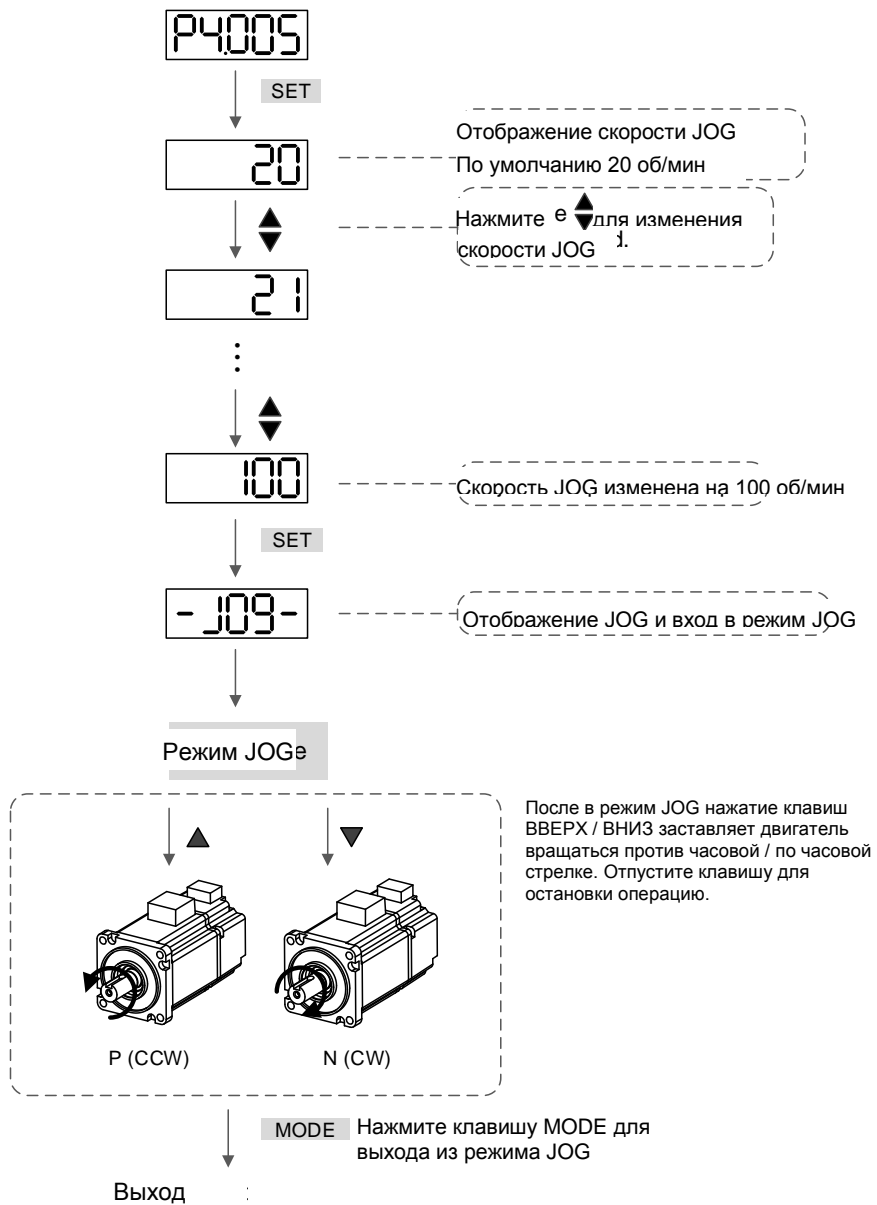 P4.005
SET
20
Отображение скорости JOG
По умолчанию 20 об/мин
Нажмите е для изменения
скорости JOG d.
21
100
Скорость JOG изменена на 100 об/мин
SET
-JOG-
Отображение JOG и вход в режим JOG
Режим JOGe
После в режим JOG нажатие клавиш
ВВЕРХ / ВНИЗ заставляет двигатель
вращаться против часовой / по часовой
стрелке. Отпустите клавишу для
остановки операцию.
P (CCW)
N (CW)
MODE
Нажмите клавишу MODE для
выхода из режима JOG
Выход